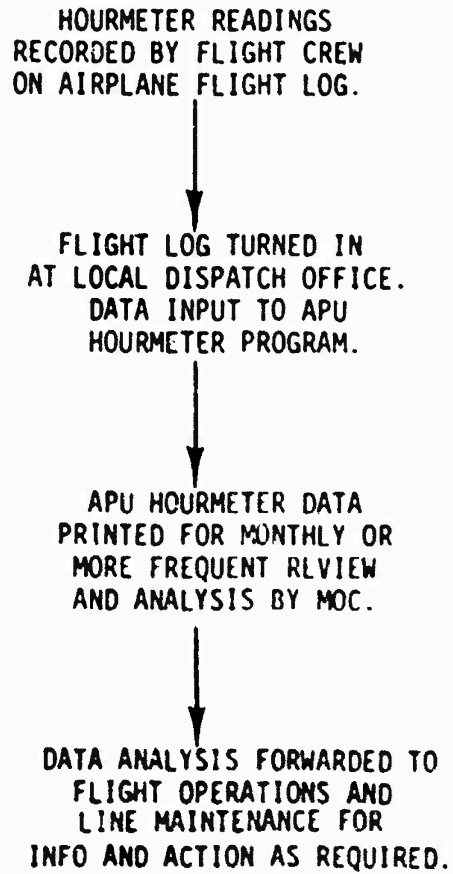 HOURMETER READINGS
RECORDED BY FLIGHT CREW
ON AIRPLANE FLIGHT LOG.
FLIGHT LOG TURNED IN
AT LOCAL DISPATCH OFFICE.
DATA INPUT TO APU
HOURMETER PROGRAM.
APU HOURMETER DATA
PRINTED FOR MONTHLY OR
MORE FREQUENT RLVIEW
AND ANALYSIS BY MOC.
DATA ANALYSIS FORWARDED TO
FLIGHT OPERATIONS AND
LINE MAINTENANCE FOR
INFO AND ACTION AS REQUIRED.